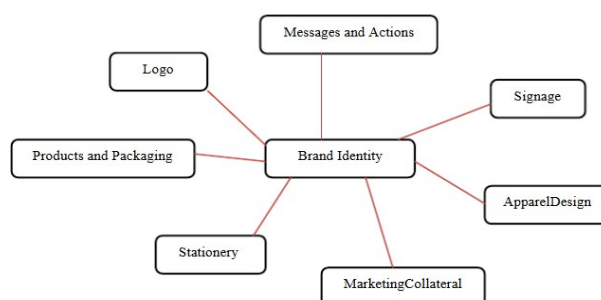 Messages and Actions
Logo
Signage
Products and Packaging
Brand Identity
ApparelDesign
Stationery
MarketingCollateral